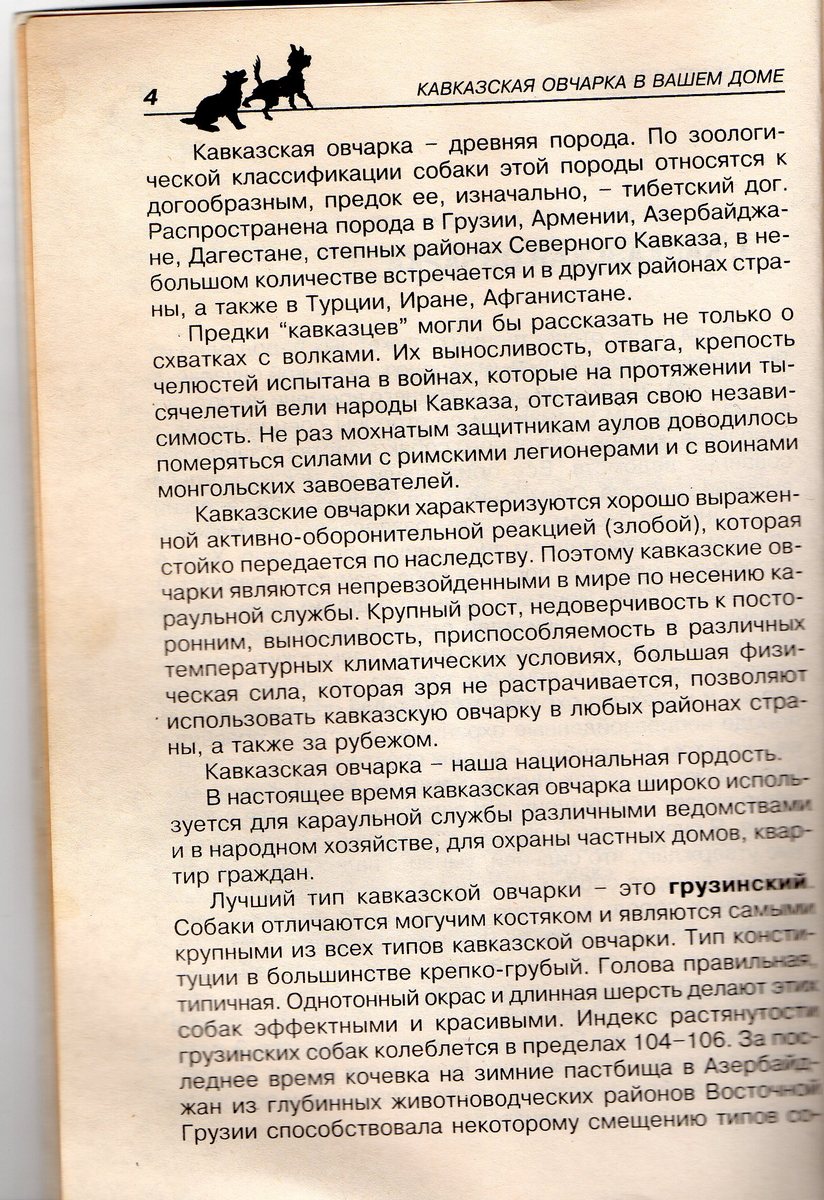 4
КАВКАЗСКАЯ ОВЧАРКА В ВАШЕМ ДОМЕ
Кавказская овчарка – древняя порода. По зоологи-
ческой классификации собаки этой породы относятся к
догообразным, предок ее, изначально, – тибетский дог.
Распространена порода в Грузии, Армении, Азербайджа-
не, Дагестане, степных районах Северного Кавказа, в не-
большом количестве встречается и в других районах стра-
ны, а также в Турции, Иране, Афганистане.
Предки “кавказцев” могли бы рассказать не только о
схватках с волками. Их выносливость, отвага, крепость
челюстей испытана в войнах, которые на протяжении ты-
сячелетий вели народы Кавказа, отстаивая свою незави-
симость. Не раз мохнатым защитникам аулов доводилось
померяться силами с римскими легионерами и с воинами
монгольских завоевателей.
Кавказские овчарки характеризуются хорошо выражен-
ной активно-оборонительной реакцией (злобой), которая
стойко передается по наследству. Поэтому кавказские ов-
чарки являются непревзойденными в мире по несению ка-
раульной службы. Крупный рост, недоверчивость к посто-
ронним, выносливость, приспособляемость в различных
температурных климатических условиях, большая физи-
ческая сила, которая зря не растрачивается, позволяют
использовать кавказскую овчарку в любых районах стра-
ны, а также за рубежом.
Кавказская овчарка – наша национальная гордость.
В настоящее время кавказская овчарка широко исполь-
зуется для караульной службы различными ведомствами
и в народном хозяйстве, для охраны частных домов, квар-
тир граждан.
Лучший тип кавказской овчарки – это грузинский.
Собаки отличаются могучим костяком и являются самыми
крупными из всех типов кавказской овчарки. Тип консти-
туции в большинстве крепко-грубый. Голова правильная,
типичная. Однотонный окрас и длинная шерсть делают этих
собак эффектными и красивыми. Индекс растянутости
грузинских собак колеблется в пределах 104–106. За пос-
леднее время кочевка на зимние пастбища в Азербайд-
жан из глубинных животноводческих районов Восточной
Грузии способствовала некоторому смещению типов со-